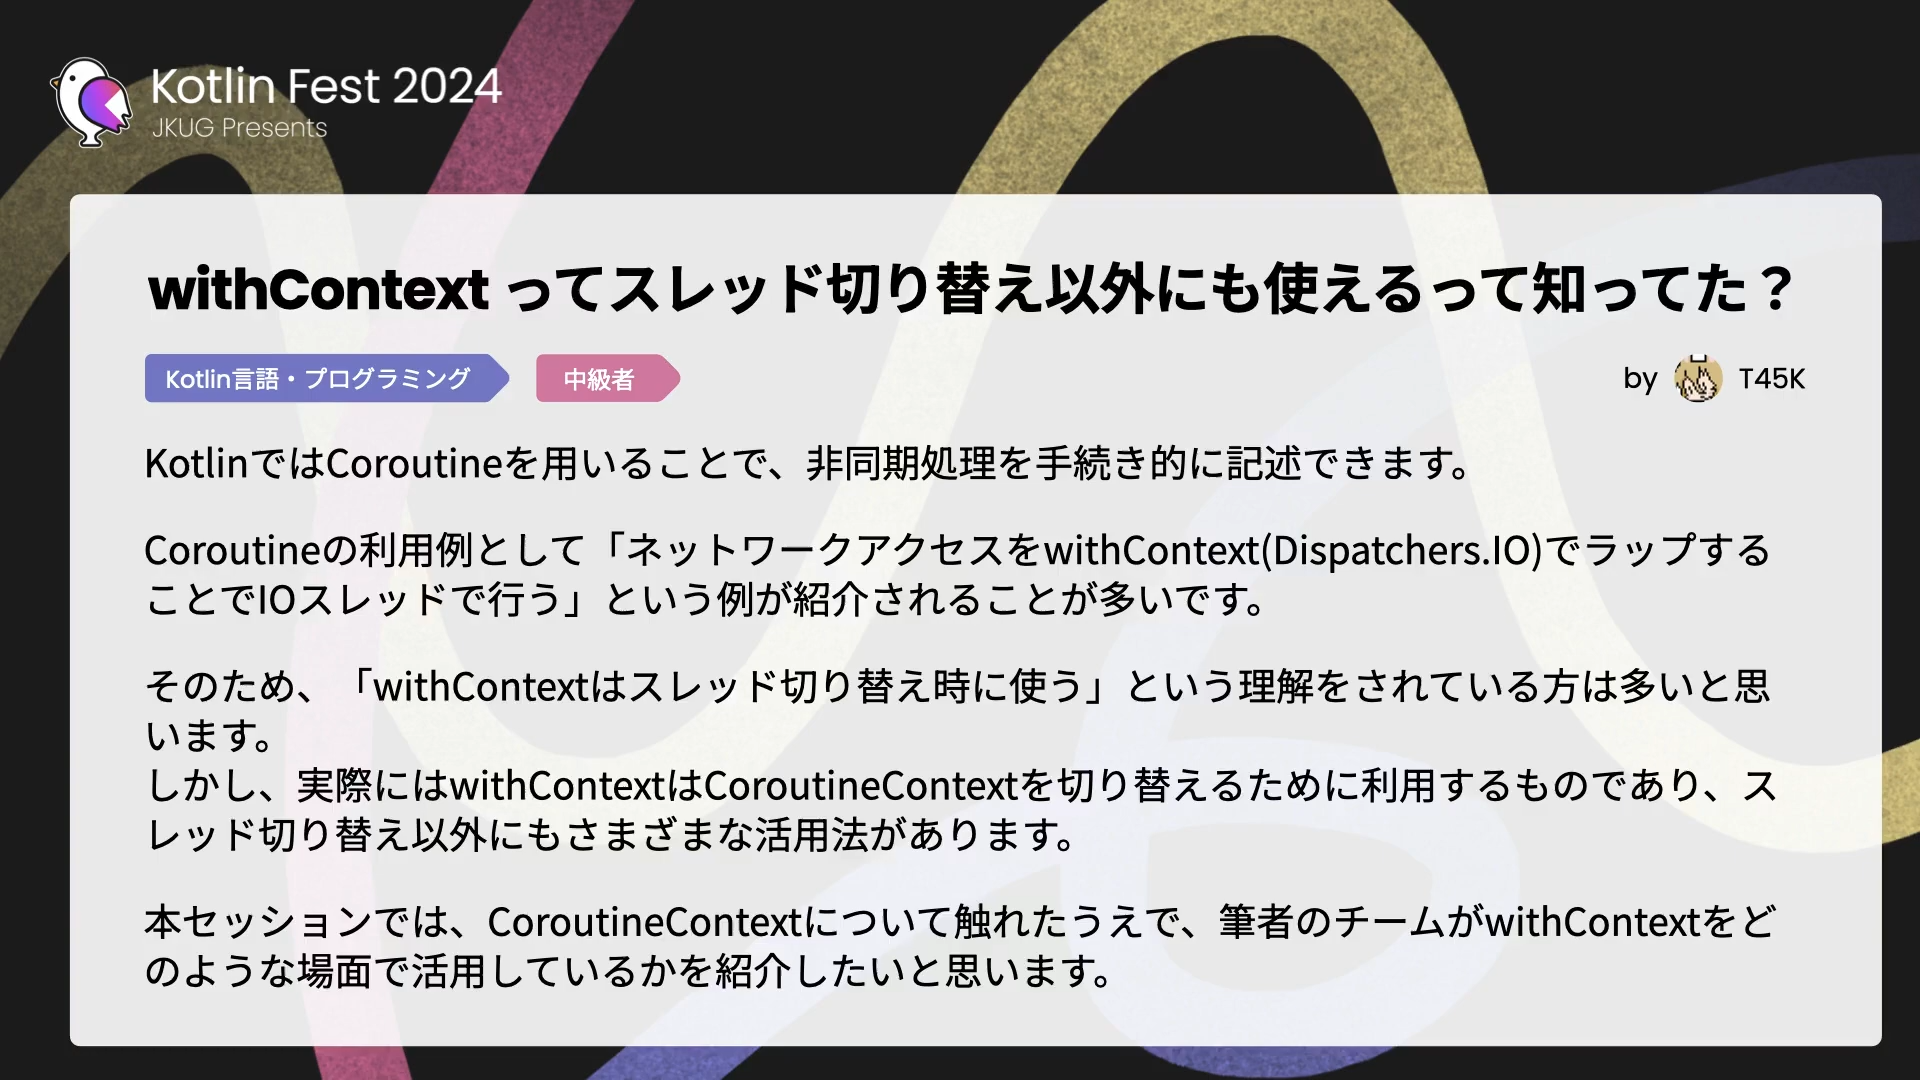 Kotlin Fest 2024
JKUG Presents
withContext ってスレッド切り替え以外にも使えるって知ってた？
Kotlin言語・プログラミング
中級者
by T45K
KotlinではCoroutineを用いることで、非同期処理を手続き的に記述できます。
Coroutineの利用例として「ネットワークアクセスをwithContext(Dispatchers.IO)でラップする
ことでIOスレッドで行う」という例が紹介されることが多いです。
そのため、「withContextはスレッド切り替え時に使う」という理解をされている方は多いと思
います。
しかし、実際にはwithContextはCoroutineContextを切り替えるために利用するものであり、ス
レッド切り替え以外にもさまざまな活用法があります。
本セッションでは、CoroutineContextについて触れたうえで、筆者のチームがwithContextをど
のような場面で活用しているかを紹介したいと思います。